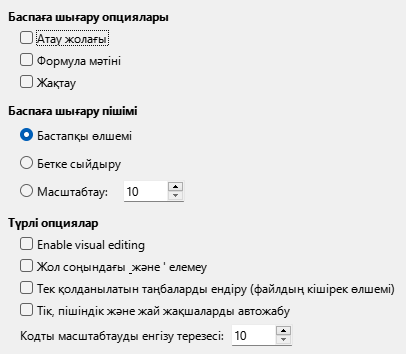 Баспаға шығару опциялары
Атау жолағы
Формула мәтіні
Жақтау
Баспаға шығару пішімі
Бастапқы өлшемі
Бетке сыйдыру
Масштабтау: 10
Түрлі опциялар
Enable visual editing
Жол соңындағы _және ' елемеу
Тек қолданылатын таңбаларды ендіру (файлдың кішірек өлшемі)
Тік, пішіндік және жай жақшаларды автожабу
Кодты масштабтауды енгізу терезесі: 10